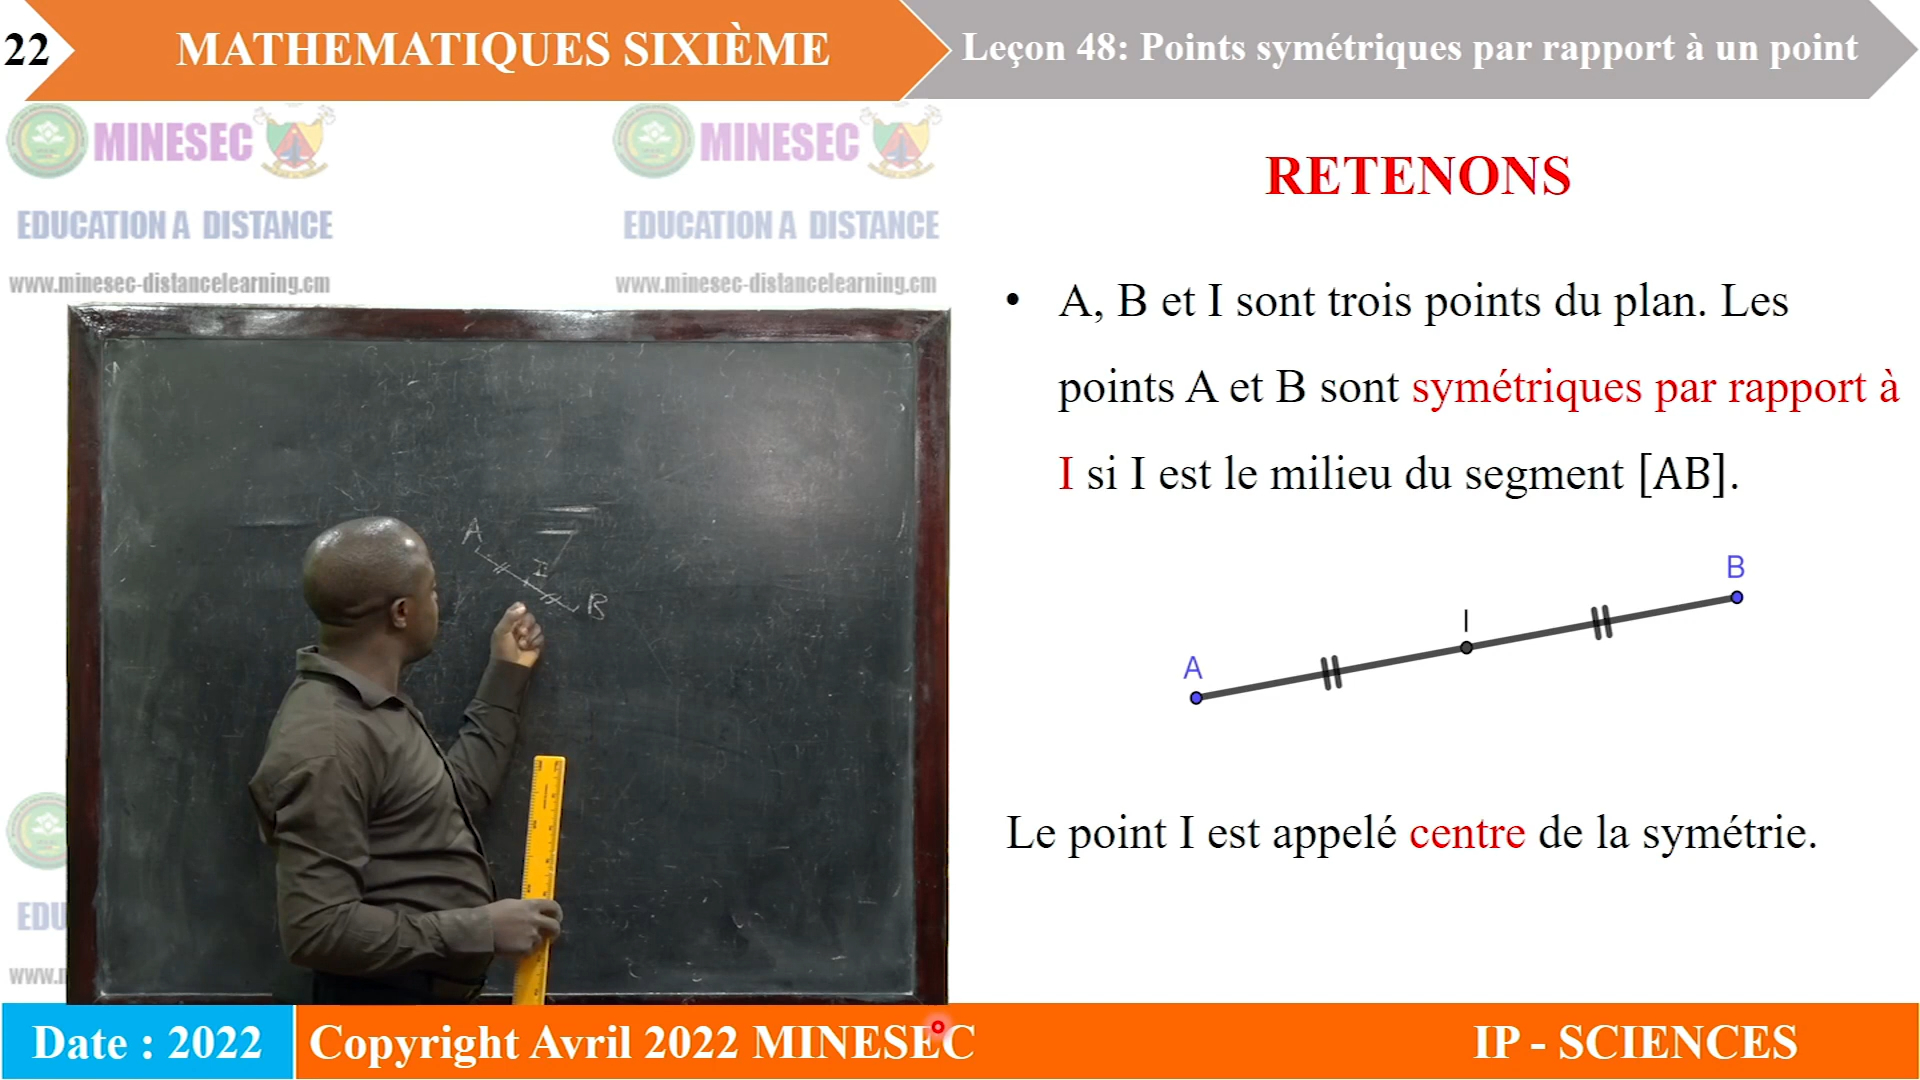 22
MATHEMATIQUES SIXIÈME
Leçon 48: Points symétriques par rapport à un point
MINESEC
EDUCATION A DISTANCE
www.minesec-distancelearning.cm
MINESEC
EDUCATION A DISTANCE
www.minesec-distancelearning.cm
RETENONS
• A, B et I sont trois points du plan. Les
points A et B sont symétriques par rapport à
I si I est le milieu du segment [AB].
A
I
B
B
I
A
Le point I est appelé centre de la symétrie.
EDU
www.
Date : 2022
Copyright Avril 2022 MINESEC
IP - SCIENCES